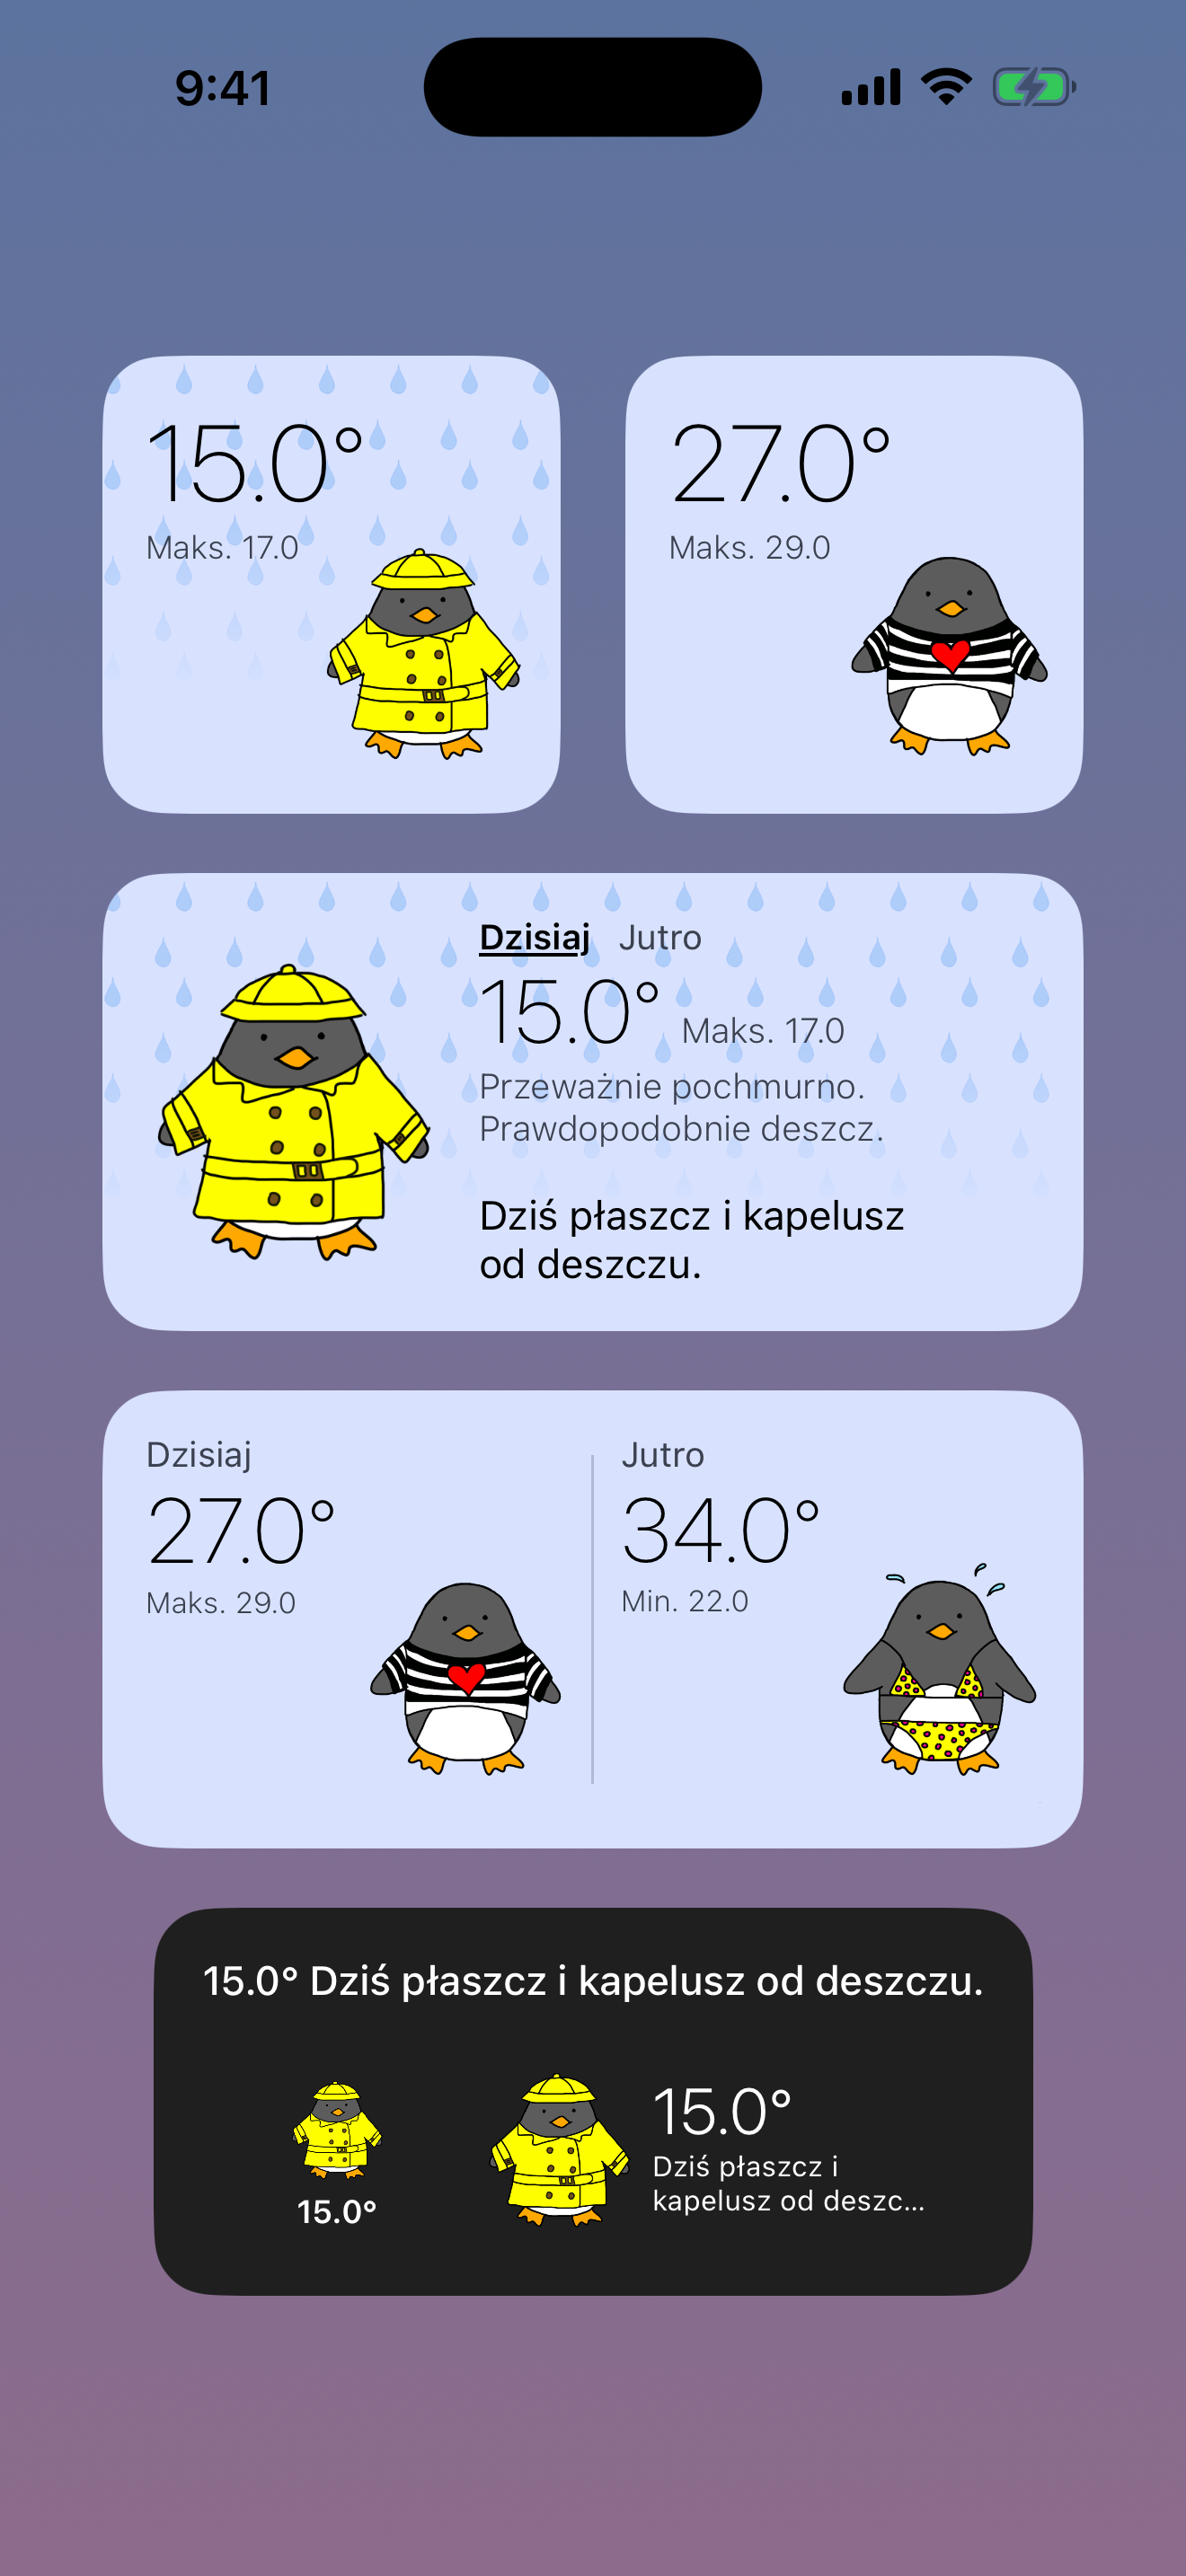 9:41
15.0°
Maks. 17.0
27.0°
Maks. 29.0
Dzisiaj Jutro
15.0° Maks. 17.0
Przeważnie pochmurno.
Prawdopodobnie deszcz.
Dziś płaszcz i kapelusz
od deszczu.
Dzisiaj
27.0°
Maks. 29.0
Jutro
34.0°
Min. 22.0
15.0° Dziś płaszcz i kapelusz od deszczu.
15.0°
15.0°
Dziś płaszcz i
kapelusz od deszc...